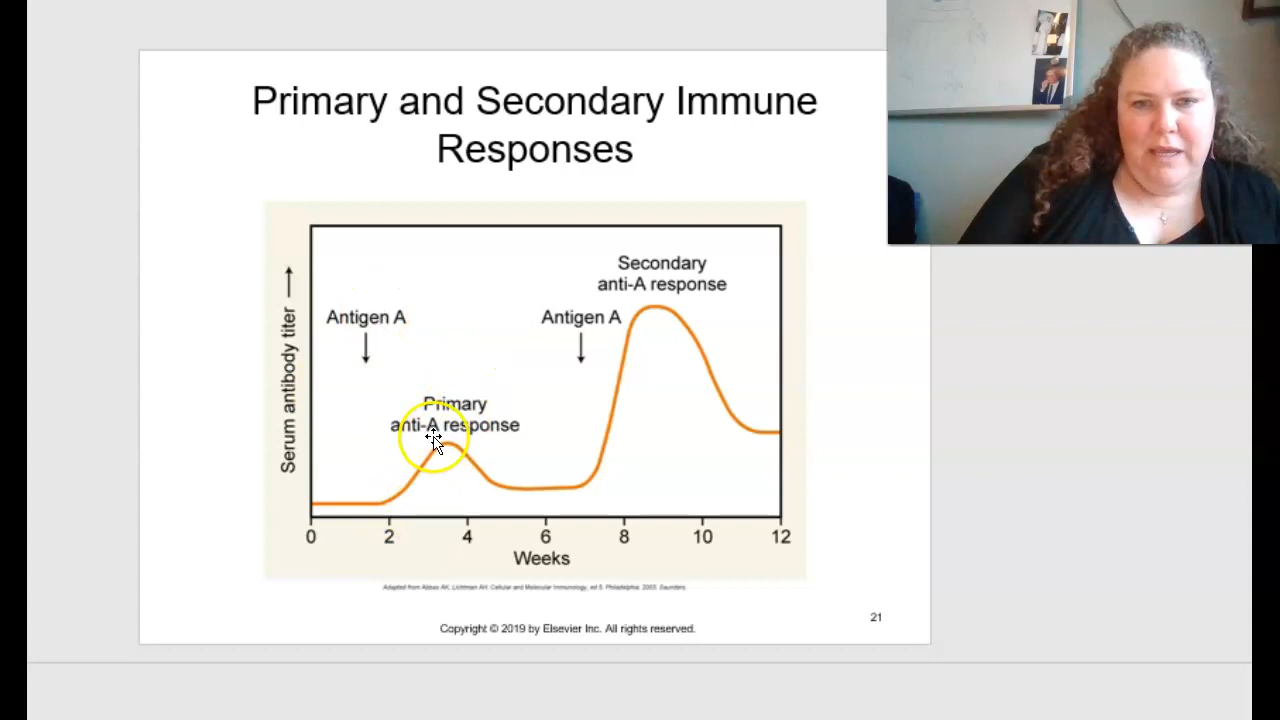 Primary and Secondary Immune
Responses
Secondary
anti-A response
Antigen A
Antigen A
Primary
anti-A response
Serum antibody titer
0 2 4 6 8 10 12
Weeks
Adapted from Abbas AK, Lichtman AH: Cellular and Molecular Immunology, ed 5. Philadelphia: 2003. Saunders.
21
Copyright © 2019 by Elsevier Inc. All rights reserved.